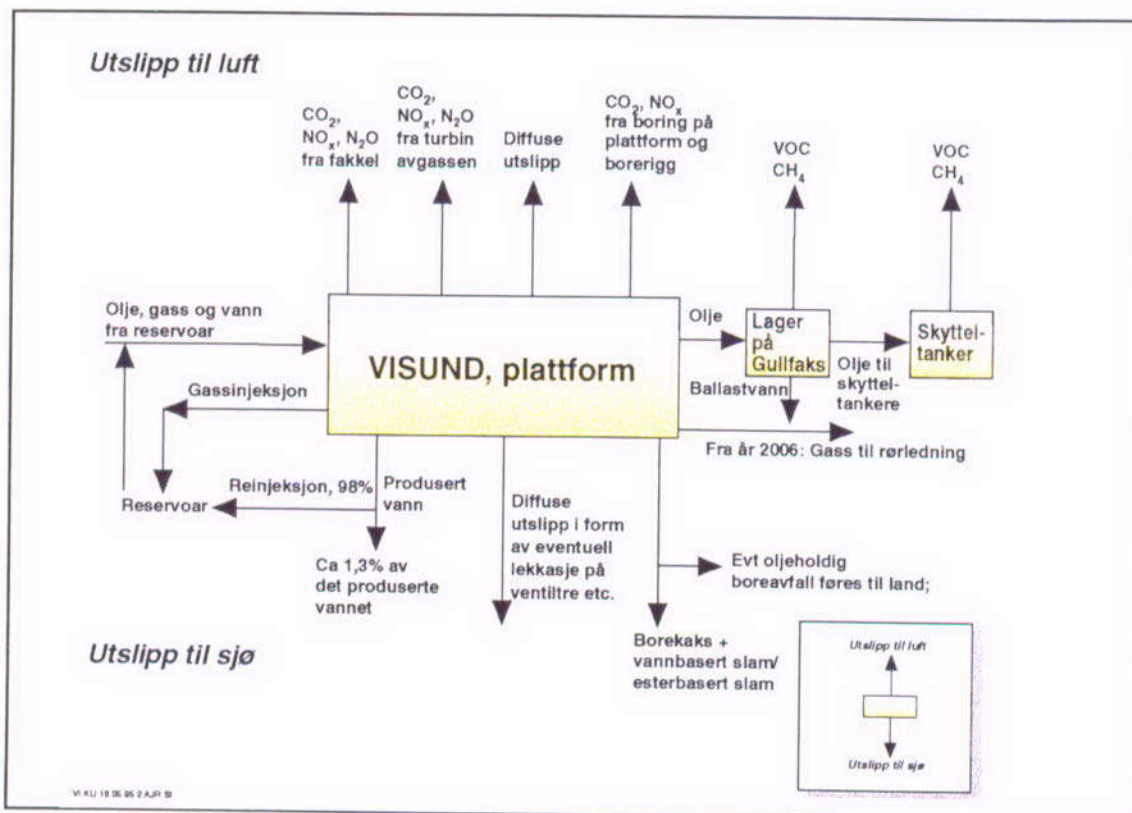 Utslipp til luft
CO2,
NOx, N2O
fra fakkel
CO2,
NOx, N2O
fra turbin
avgassen
Diffuse
utslipp
CO2, NOx
fra boring på
plattform og
borerigg
VOC
CH4
VOC
CH4
Olje, gass og vann
fra reservoar
VISUND, plattform
Olje
Lager
på
Gullfaks
Skyttel-
tanker
Olje til
skyttel-
tankere
Ballastvann
Gassinjeksjon
Fra år 2006: Gass til rørledning
Reservoar
Reinjeksjon, 98%
Produsert
vann
Ca 1,3% av
det produserte
vannet
Diffuse
utslipp i form
av eventuell
lekkasje på
ventiltre etc.
Evt oljeholdig
boreavfall føres til land;
Borekaks +
vannbasert slam/
esterbasert slam
Utslipp til sjø
Utslipp til luft
Utslipp til sjø